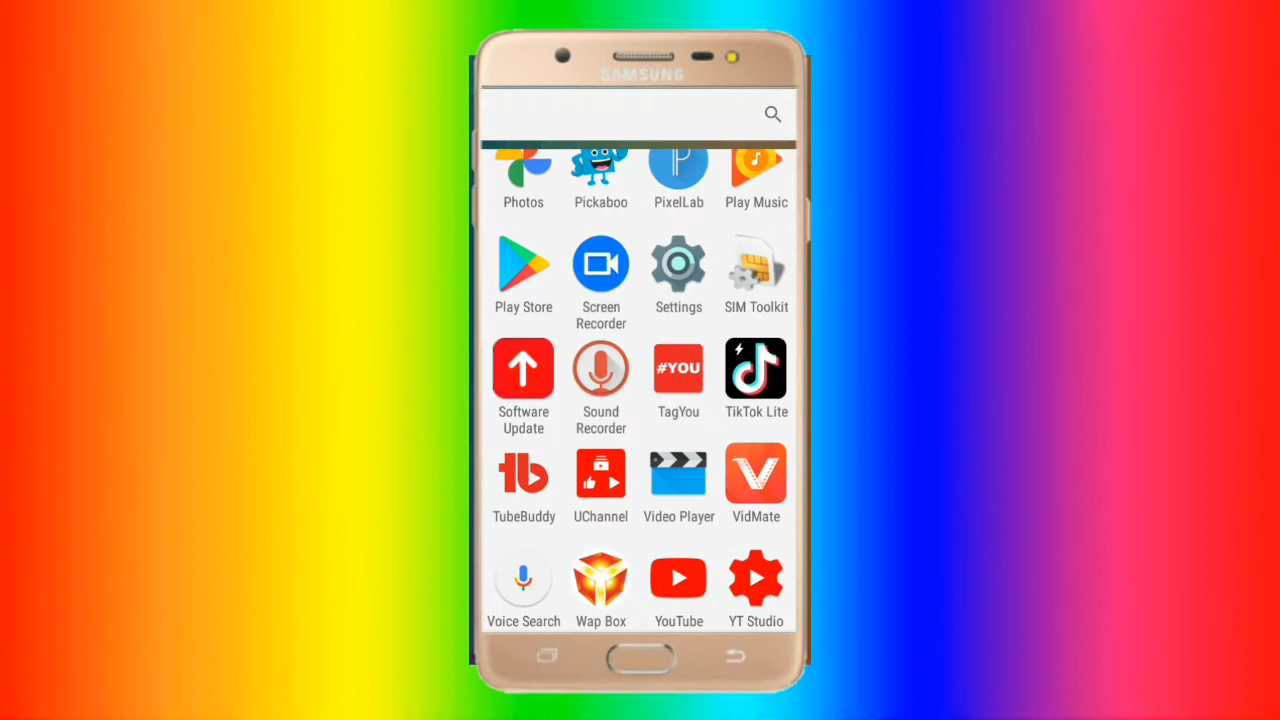 SAMSUNG
Photos
Pickaboo
PixelLab
Play Music
Play Store
Screen
Recorder
Settings
SIM Toolkit
#YOU
Software
Update
Sound
Recorder
TagYou
TikTok Lite
TubeBuddy
UChannel
Video Player
VidMate
Voice Search
Wap Box
YouTube
YT Studio